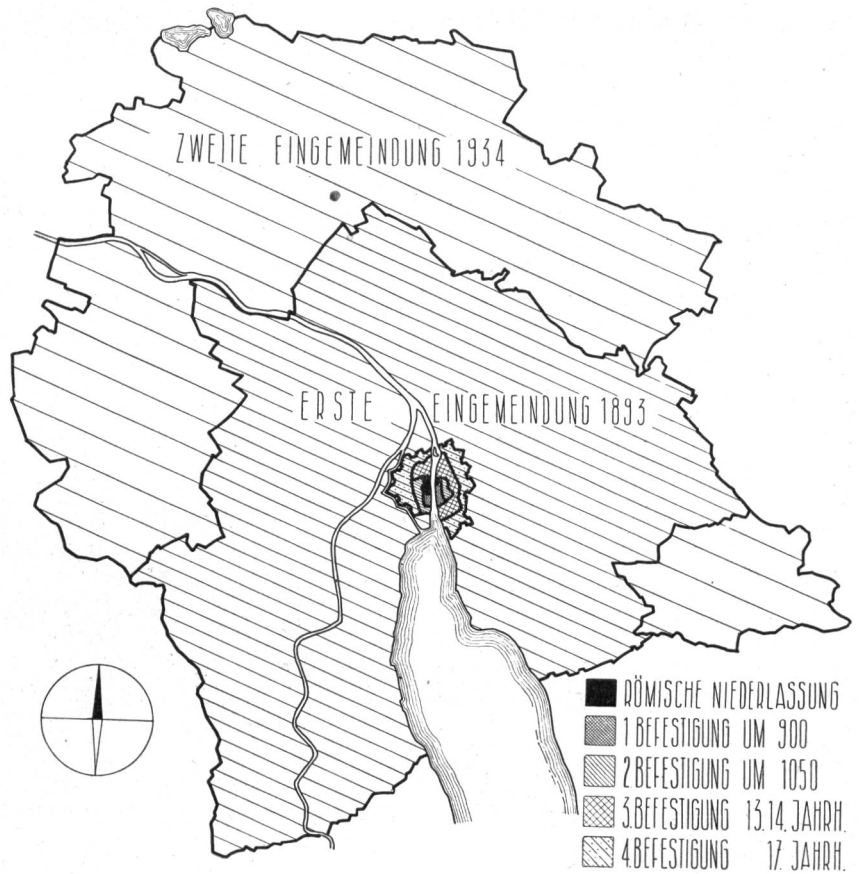 ZWEITE EINGEMEINDUNG 1934
ERSTE EINGEMEINDUNG 1893
RÖMISCHE NIEDERLASSUNG
1 BEFESTIGUNG UM 900
2.BEFESTIGUNG UM 1050
3.BEFESTIGUNG 13.14. JAHRH.
4.BEFESTIGUNG 17. JAHRH.